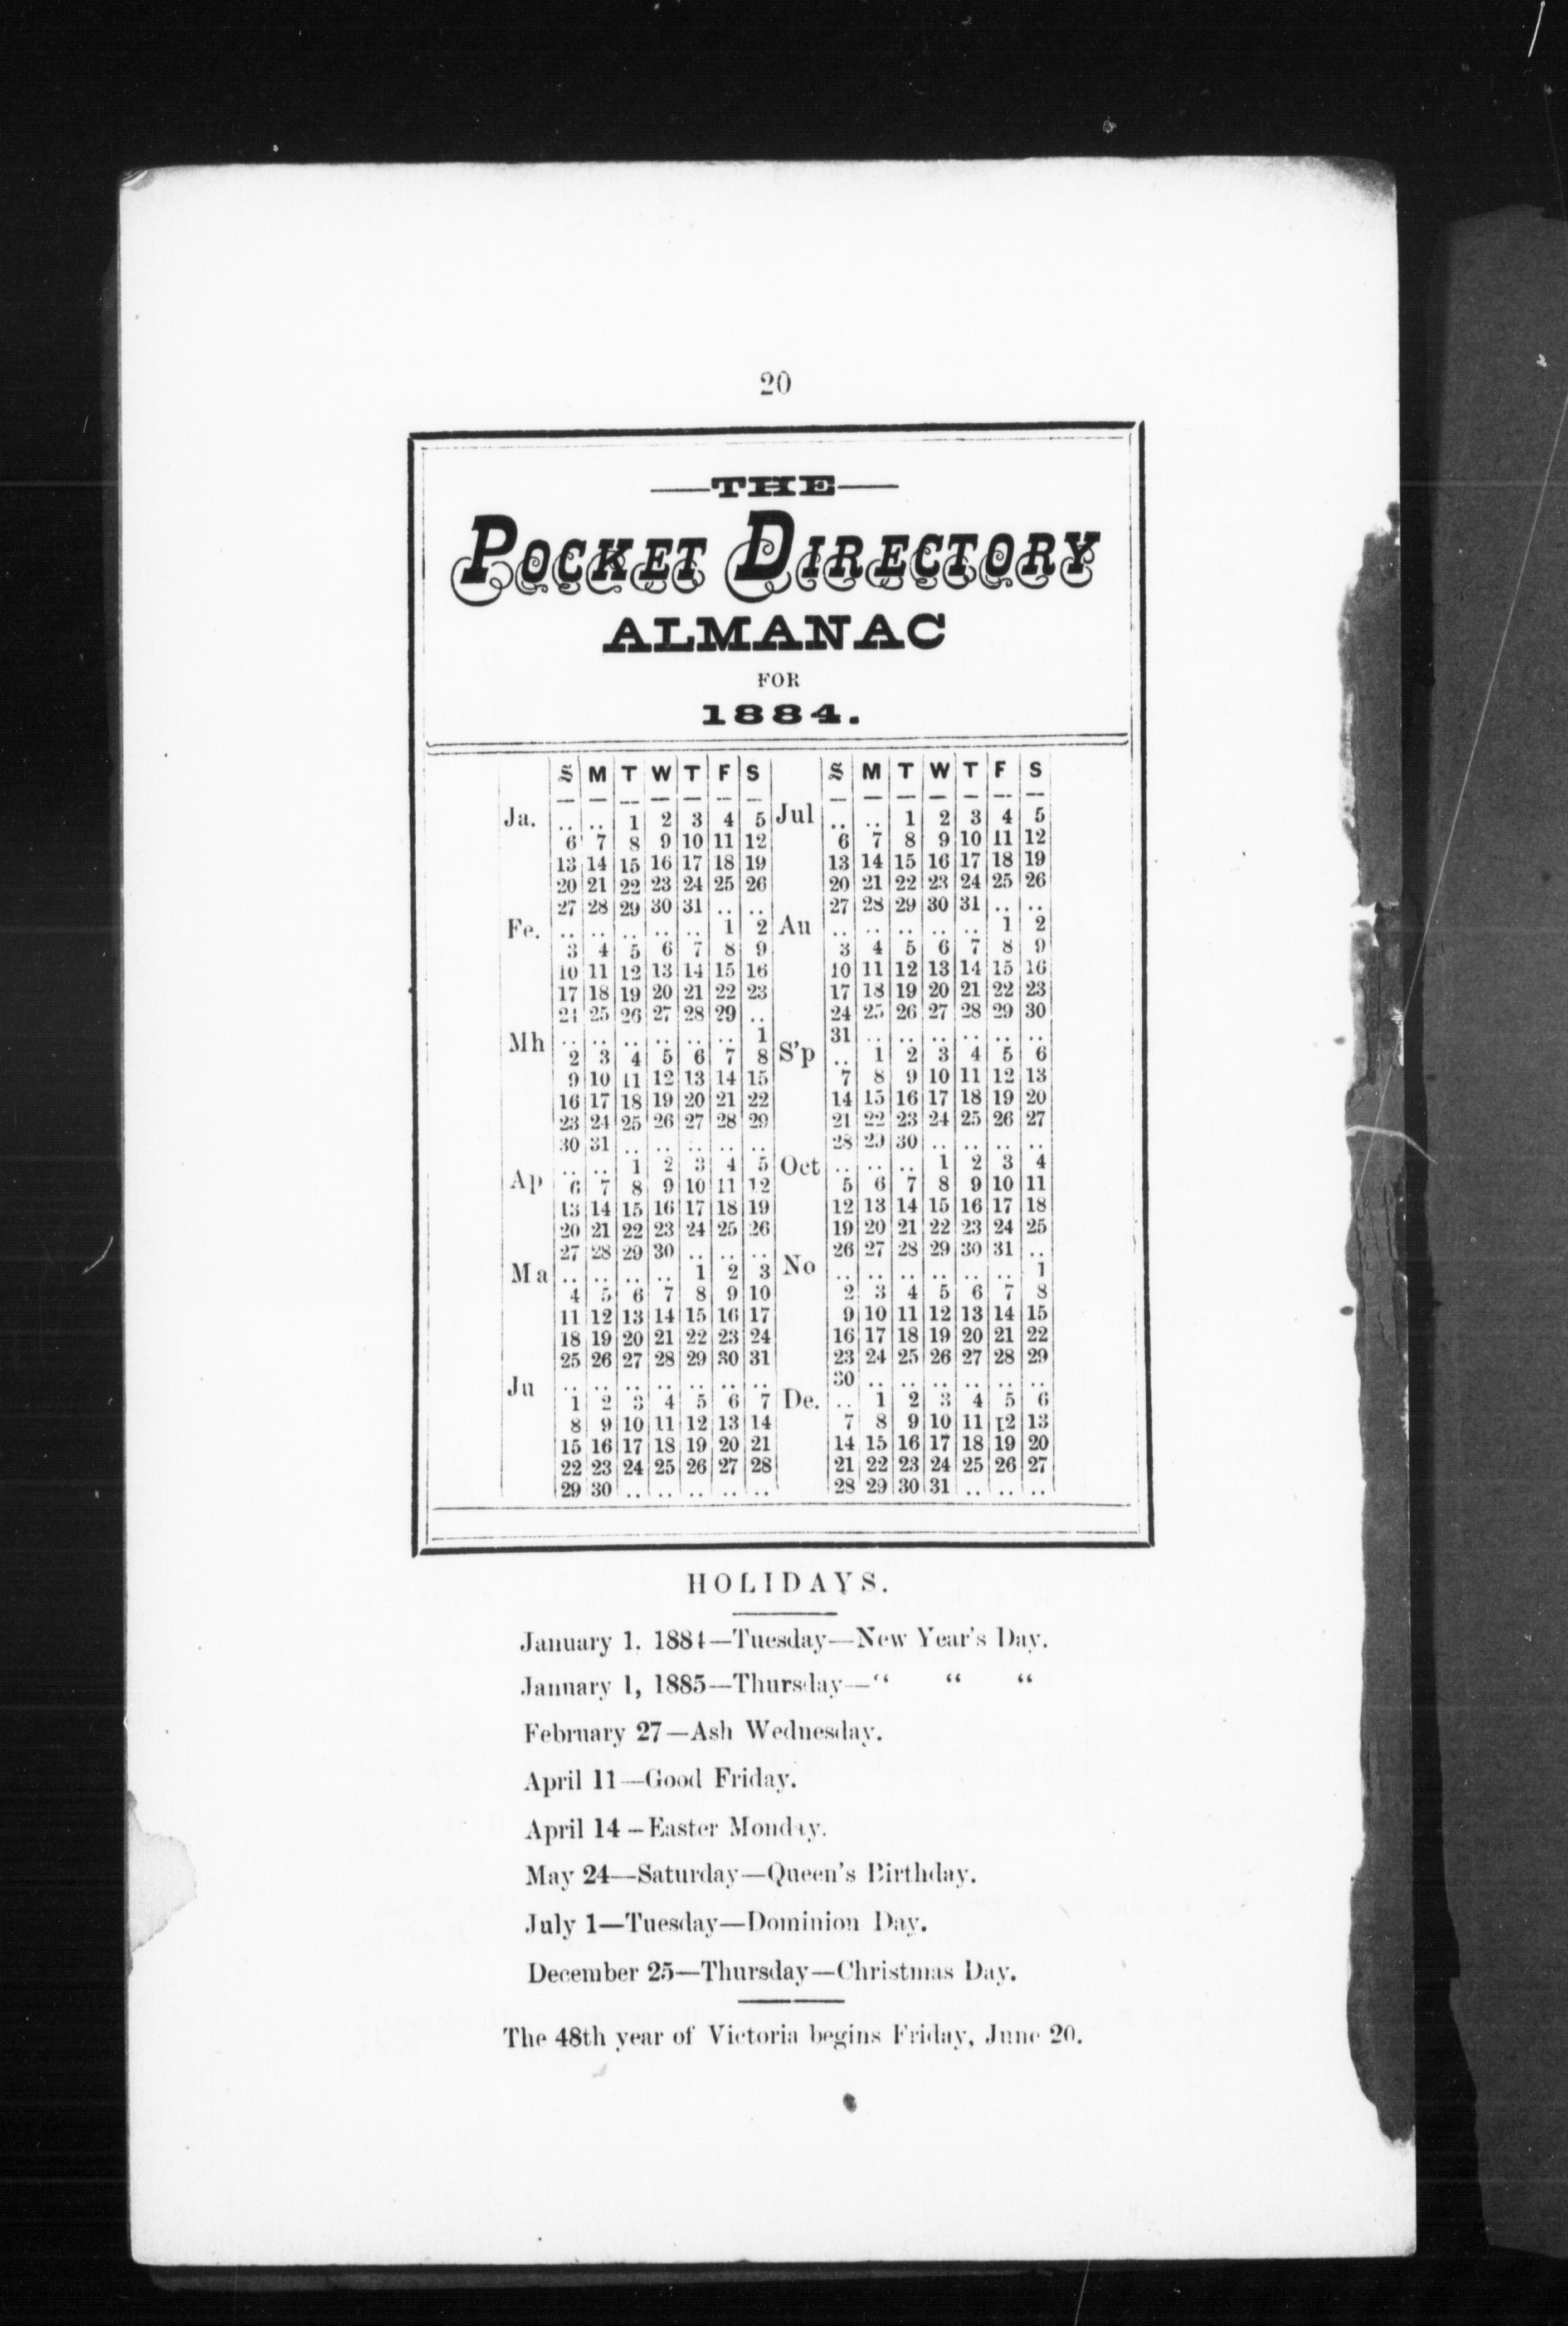 20
—THE—
POCKET DIRECTORY
ALMANAC
FOR
1884.
S M T W T F S S M T W T F S
Ja. .. .. 1 2 3 4 5 Jul .. .. 1 2 3 4 5
6 7 8 9 10 11 12 6 7 8 9 10 11 12
13 14 15 16 17 18 19 13 14 15 16 17 18 19
20 21 22 23 24 25 26 20 21 22 23 24 25 26
27 28 29 30 31 .. .. 27 28 29 30 31 .. ..
Fe. .. .. .. .. .. 1 2 Au .. .. .. .. .. 1 2
3 4 5 6 7 8 9 3 4 5 6 7 8 9
10 11 12 13 14 15 16 10 11 12 13 14 15 16
17 18 19 20 21 22 23 17 18 19 20 21 22 23
24 25 26 27 28 29 .. 24 25 26 27 28 29 30
Mh .. .. .. .. .. .. 1 31 .. .. .. .. .. ..
2 3 4 5 6 7 8 S'p .. 1 2 3 4 5 6
9 10 11 12 13 14 15 7 8 9 10 11 12 13
16 17 18 19 20 21 22 14 15 16 17 18 19 20
23 24 25 26 27 28 29 21 22 23 24 25 26 27
30 31 .. .. .. .. .. 28 29 30 .. .. .. ..
Ap .. .. 1 2 3 4 5 Oct .. .. .. 1 2 3 4
6 7 8 9 10 11 12 5 6 7 8 9 10 11
13 14 15 16 17 18 19 12 13 14 15 16 17 18
20 21 22 23 24 25 26 19 20 21 22 23 24 25
27 28 29 30 .. .. .. 26 27 28 29 30 31 ..
Ma .. .. .. .. 1 2 3 No .. .. .. .. .. .. 1
4 5 6 7 8 9 10 2 3 4 5 6 7 8
11 12 13 14 15 16 17 9 10 11 12 13 14 15
18 19 20 21 22 23 24 16 17 18 19 20 21 22
25 26 27 28 29 30 31 23 24 25 26 27 28 29
Ju .. .. .. .. .. .. .. 30 .. .. .. .. .. ..
1 2 3 4 5 6 7 De. .. 1 2 3 4 5 6
8 9 10 11 12 13 14 7 8 9 10 11 12 13
15 16 17 18 19 20 21 14 15 16 17 18 19 20
22 23 24 25 26 27 28 21 22 23 24 25 26 27
29 30 .. .. .. .. .. 28 29 30 31 .. .. ..
HOLIDAYS.
January 1. 1884—Tuesday—New Year's Day.
January 1, 1885—Thursday—“ “ “
February 27—Ash Wednesday.
April 11—Good Friday.
April 14—Easter Monday.
May 24—Saturday—Queen's Birthday.
July 1—Tuesday—Dominion Day.
December 25—Thursday—Christmas Day.
The 48th year of Victoria begins Friday, June 20.